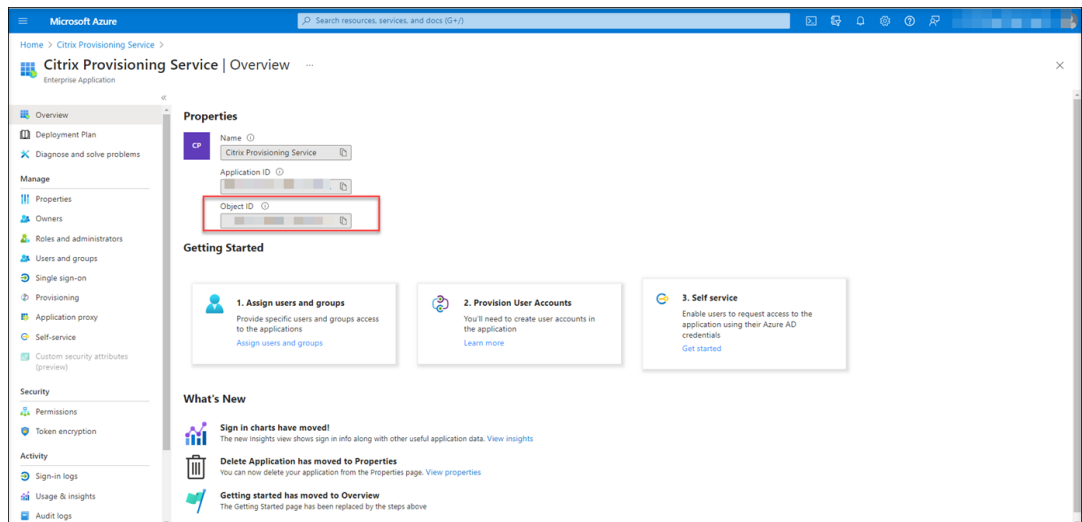 Microsoft Azure
Search resources, services, and docs (G+/)
Home > Citrix Provisioning Service >
Citrix Provisioning Service | Overview ...
Enterprise Application
Overview
Deployment Plan
Diagnose and solve problems
Manage
Properties
Owners
Roles and administrators
Users and groups
Single sign-on
Provisioning
Application proxy
Self-service
Custom security attributes
(preview)
Security
Permissions
Token encryption
Activity
Sign-in logs
Usage & insights
Audit logs
Properties
CP
Name
Citrix Provisioning Service
Application ID
Object ID
Getting Started
1. Assign users and groups
Provide specific users and groups access
to the applications
Assign users and groups
2. Provision User Accounts
You'll need to create user accounts in
the application
Learn more
3. Self service
Enable users to request access to the
application using their Azure AD
credentials
Get started
What's New
Sign in charts have moved!
The new insights view shows sign in info along with other useful application data. View insights
Delete Application has moved to Properties
You can now delete your application from the Properties page. View properties
Getting started has moved to Overview
The Getting Started page has been replaced by the steps above